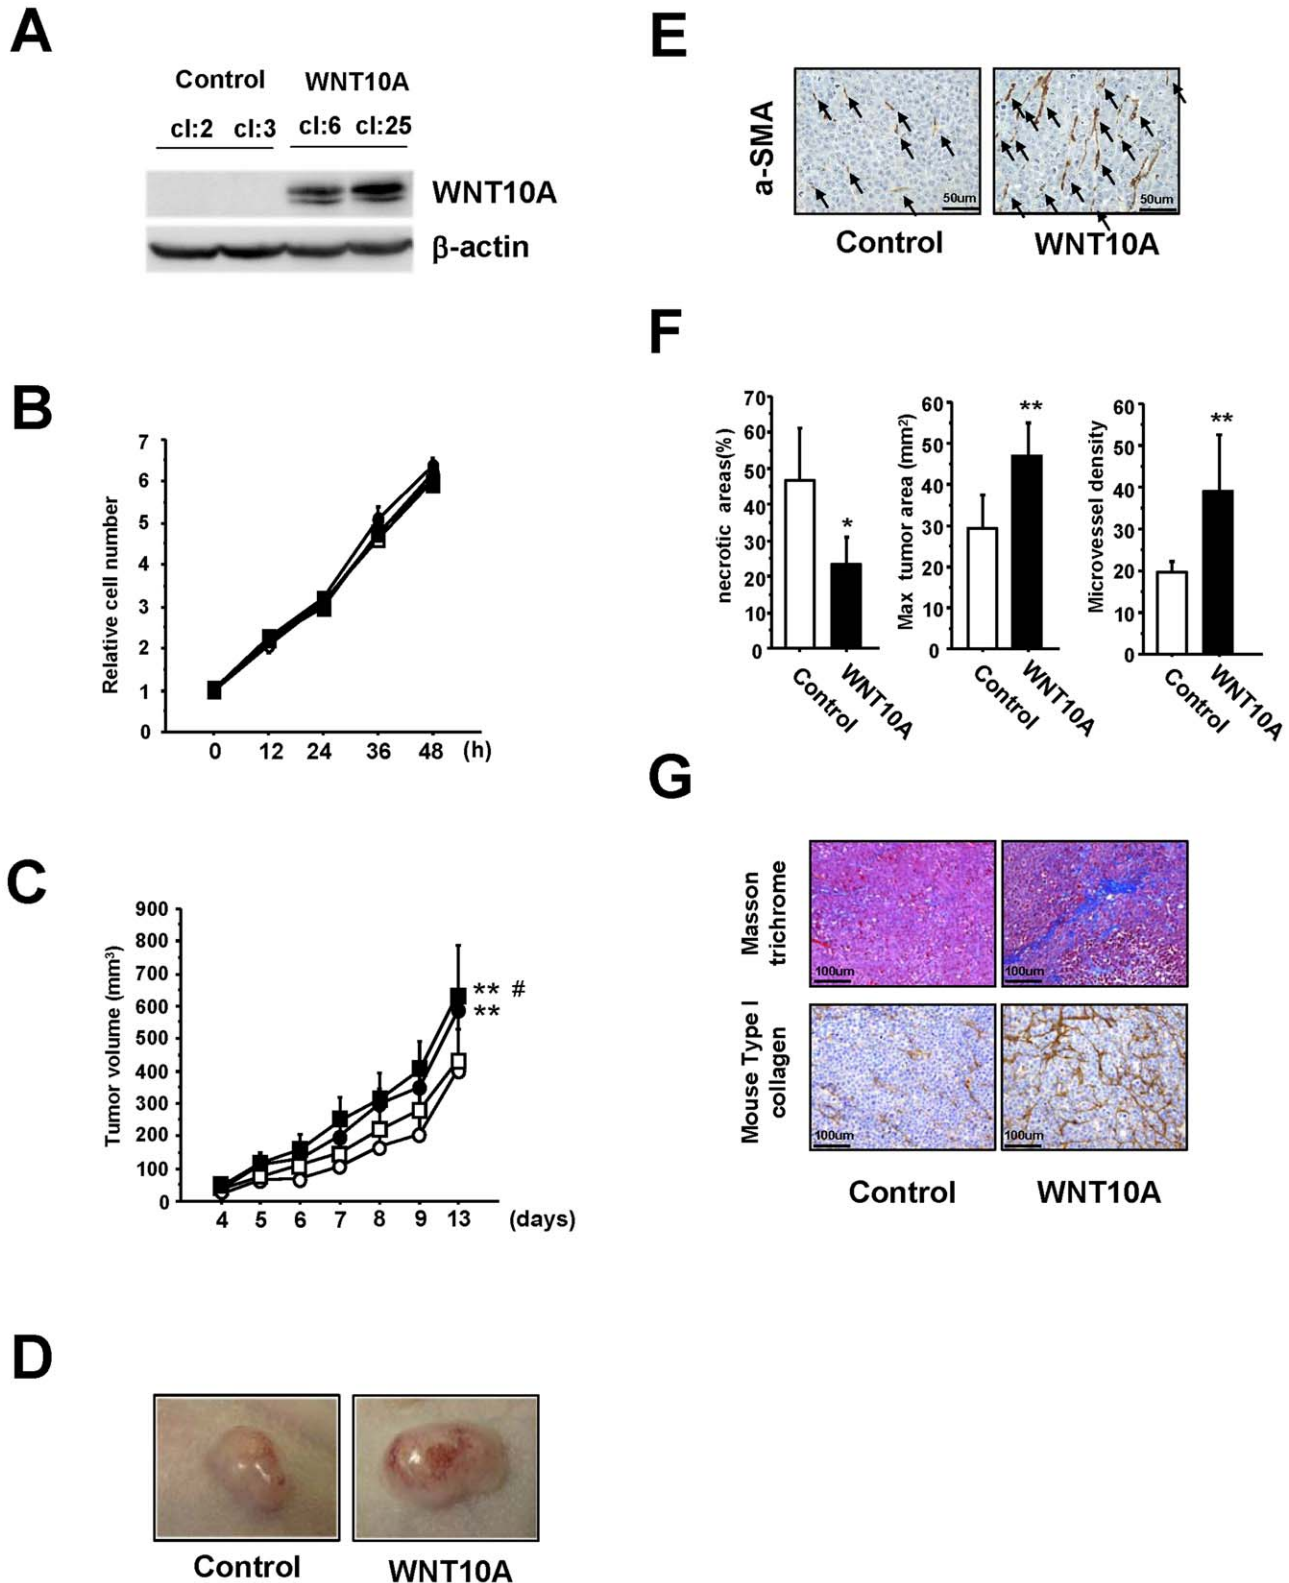 A
Control WNT10A
cl:2 cl:3 cl:6 cl:25
WNT10A
β-actin
B
Relative cell number
7
6
5
4
3
2
1
0
0 12 24 36 48 (h)
C
Tumor volume (mm³)
900
800
700
600
500
400
300
200
100
0
** #
**
4 5 6 7 8 9 13 (days)
D
Control WNT10A
E
a-SMA
50um 50um
Control WNT10A
F
necrotic areas(%)
70
60
50
40
30
20
10
0
*
Control WNT10A
Max tumor area (mm²)
60
50
40
30
20
10
0
**
Control WNT10A
Microvessel density
60
50
40
30
20
10
0
**
Control WNT10A
G
Masson
trichrome
100um 100um
Mouse Type I
collagen
100um 100um
Control WNT10A